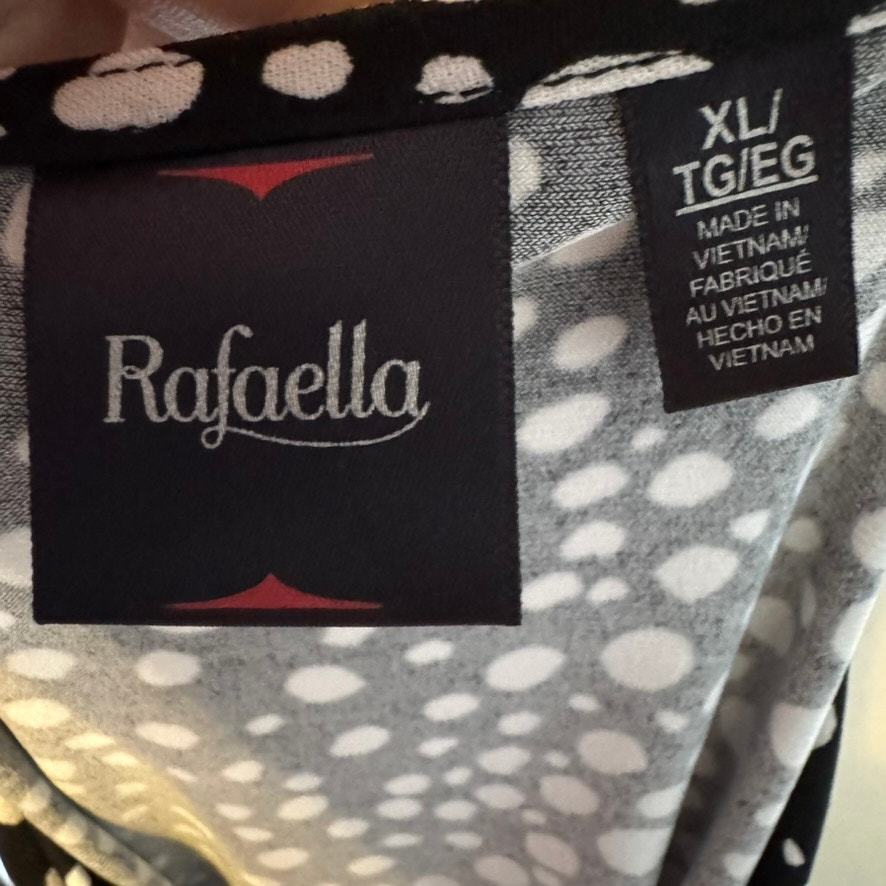 Rafaella
XL/
TG/EG
MADE IN
VIETNAM/
FABRIQUÉ
AU VIETNAM/
HECHO EN
VIETNAM